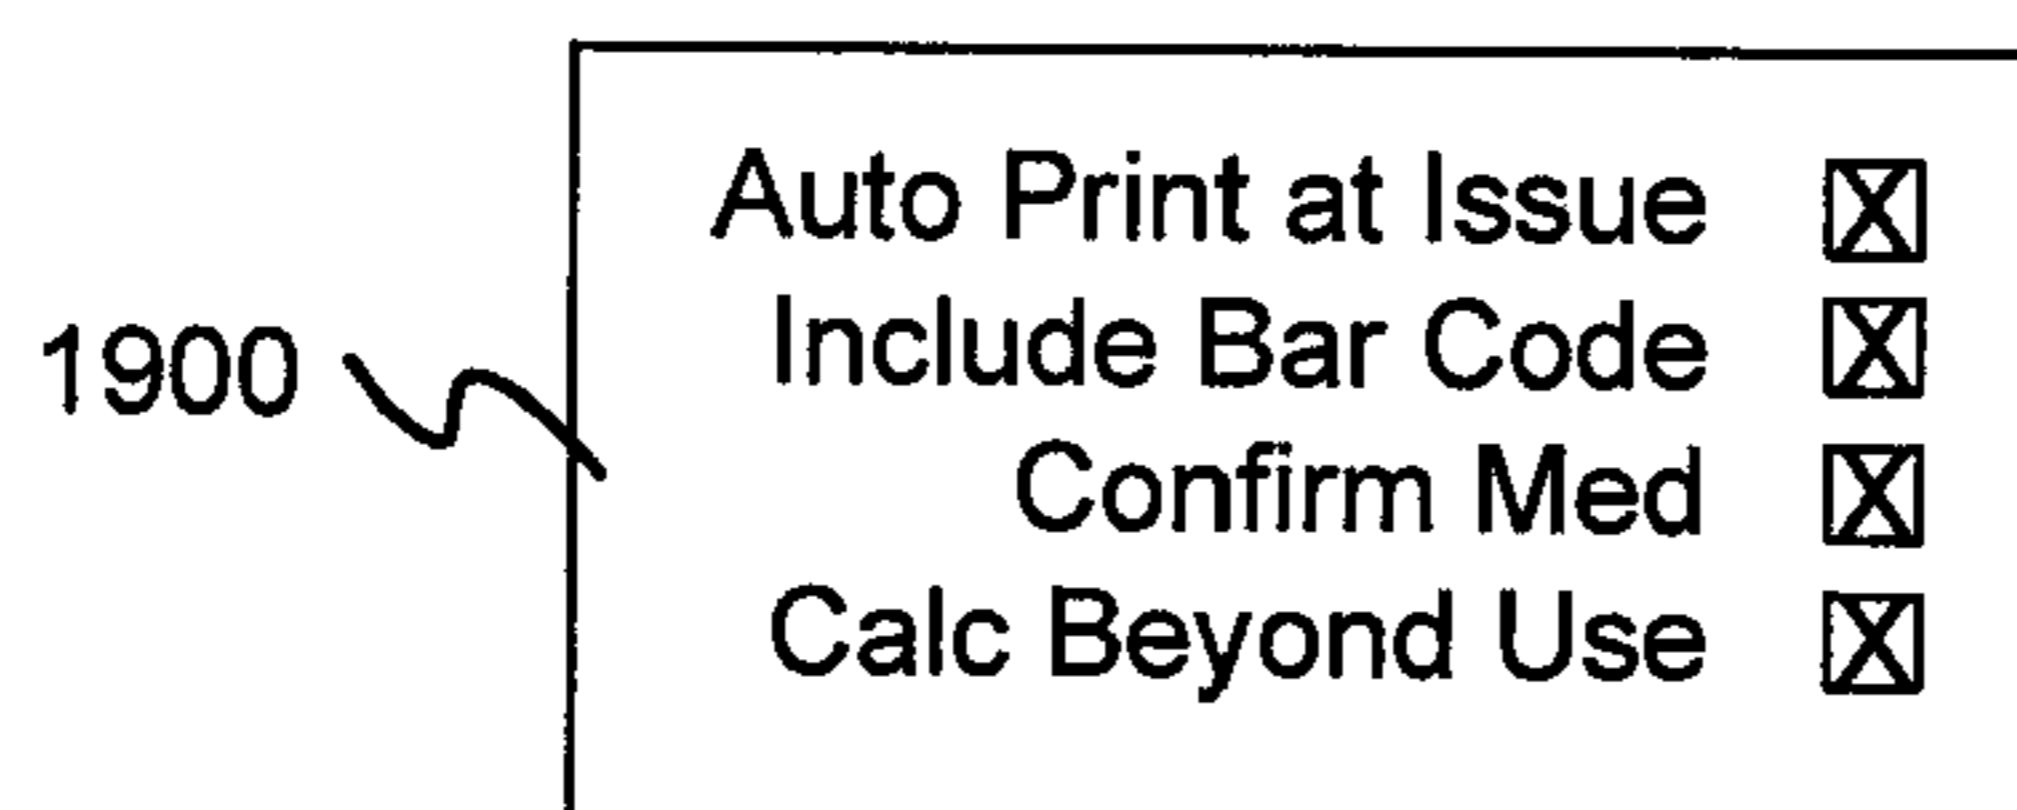 Auto Print at Issue ☒
Include Bar Code ☒
1900
Confirm Med ☒
Calc Beyond Use ☒